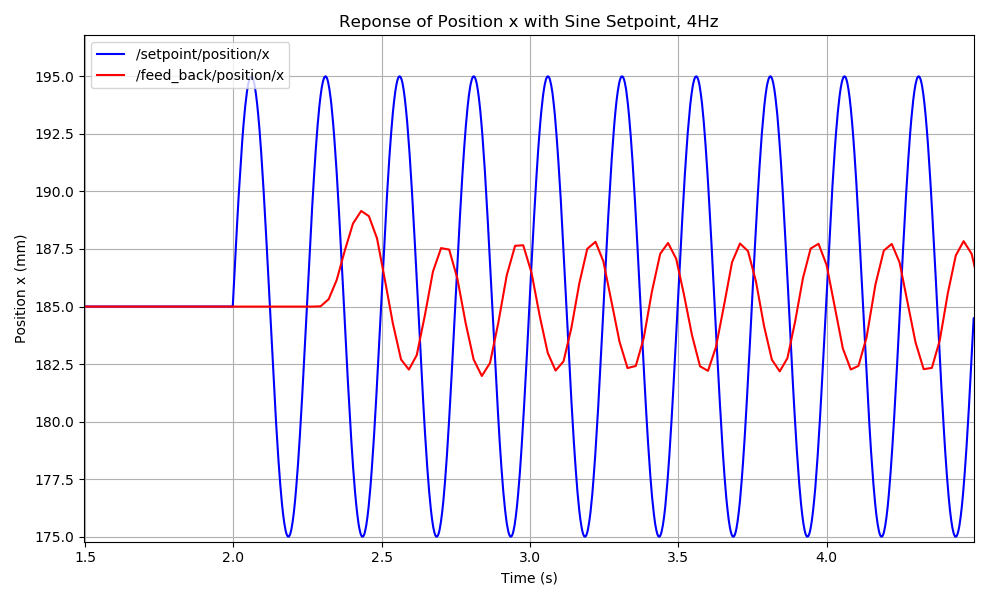 Reponse of Position x with Sine Setpoint, 4Hz
/setpoint/position/x
/feed_back/position/x
Position x (mm)
195.0
192.5
190.0
187.5
185.0
182.5
180.0
177.5
175.0
1.5 2.0 2.5 3.0 3.5 4.0
Time (s)